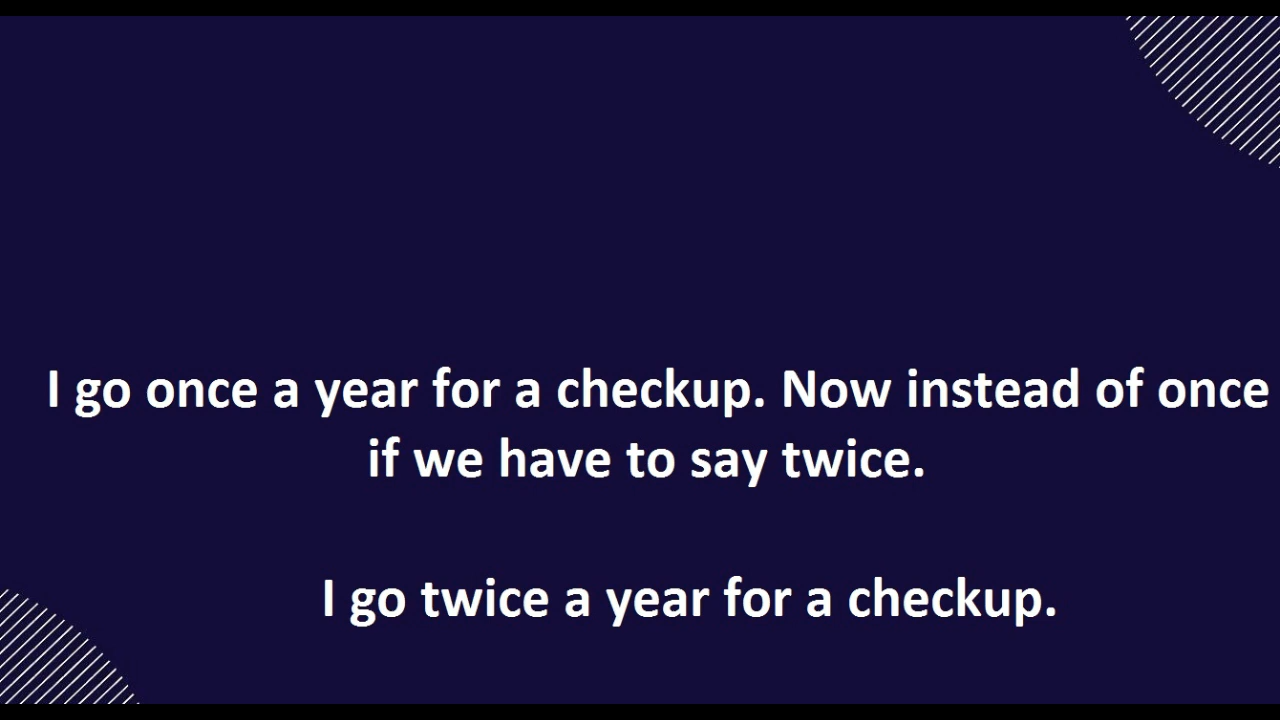 I go once a year for a checkup. Now instead of once
if we have to say twice.
I go twice a year for a checkup.